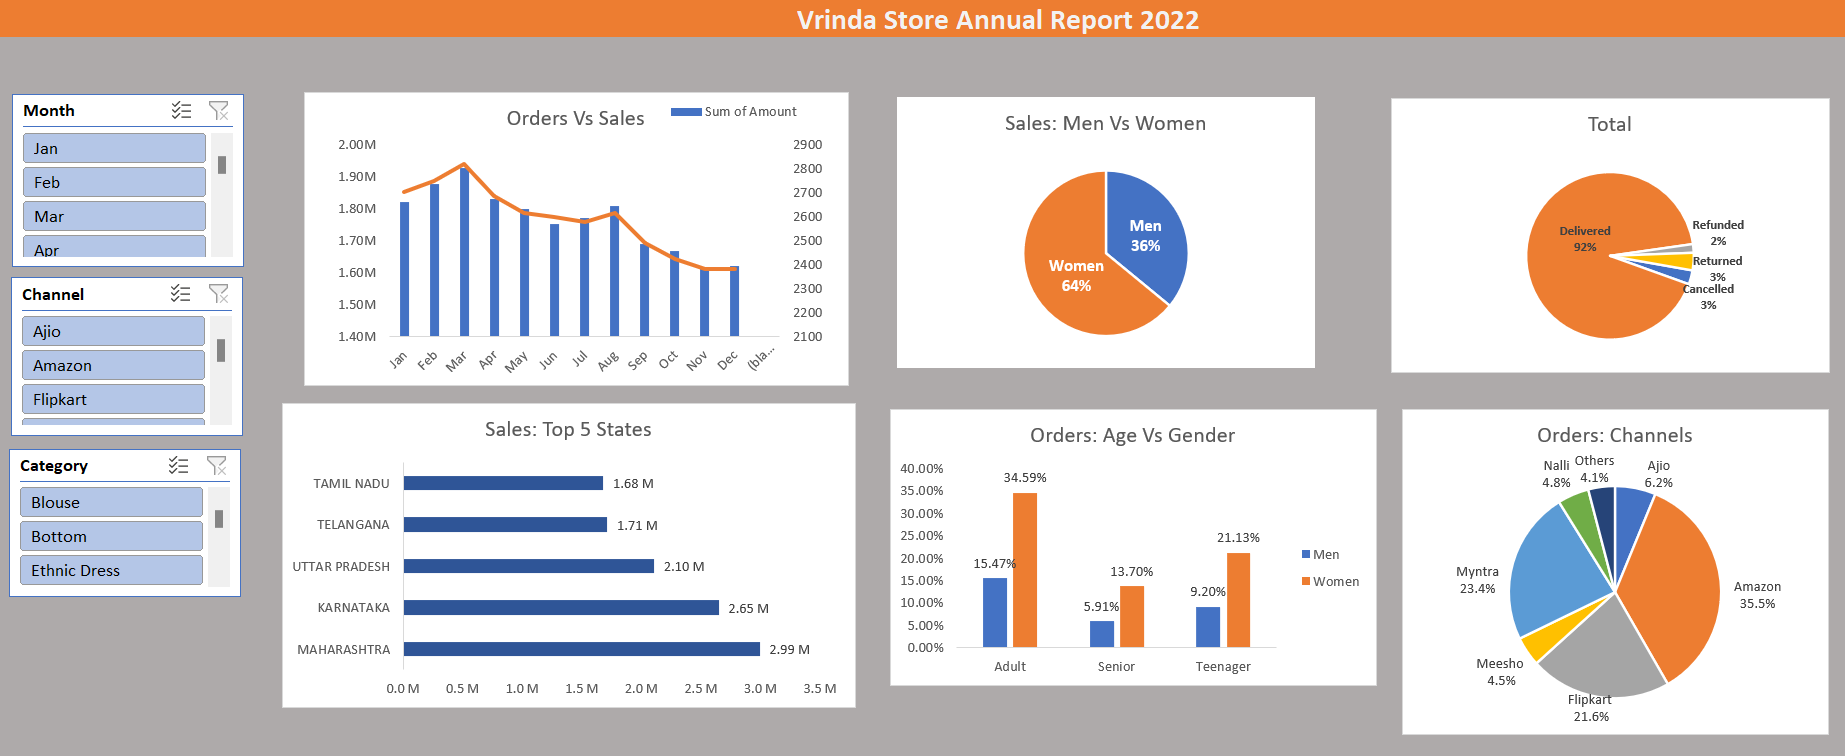 Vrinda Store Annual Report 2022
Month
Jan
Feb
Mar
Apr
Channel
Ajio
Amazon
Flipkart
Category
Blouse
Bottom
Ethnic Dress
Orders Vs Sales
Sum of Amount
2.00M
1.90M
1.80M
1.70M
1.60M
1.50M
1.40M
2900
2800
2700
2600
2500
2400
2300
2200
2100
Jan
Feb
Mar
Apr
May
Jun
Jul
Aug
Sep
Oct
Nov
Dec
(bla...
Sales: Men Vs Women
Men
36%
Women
64%
Total
Delivered
92%
Refunded
2%
Returned
3%
Cancelled
3%
Sales: Top 5 States
TAMIL NADU
1.68 M
TELANGANA
1.71 M
UTTAR PRADESH
2.10 M
KARNATAKA
2.65 M
MAHARASHTRA
2.99 M
0.0 M
0.5 M
1.0 M
1.5 M
2.0 M
2.5 M
3.0 M
3.5 M
Orders: Age Vs Gender
40.00%
35.00%
30.00%
25.00%
20.00%
15.00%
10.00%
5.00%
0.00%
15.47%
34.59%
5.91%
13.70%
9.20%
21.13%
Adult
Senior
Teenager
Men
Women
Orders: Channels
Nalli
4.8%
Others
4.1%
Ajio
6.2%
Amazon
35.5%
Flipkart
21.6%
Meesho
4.5%
Myntra
23.4%